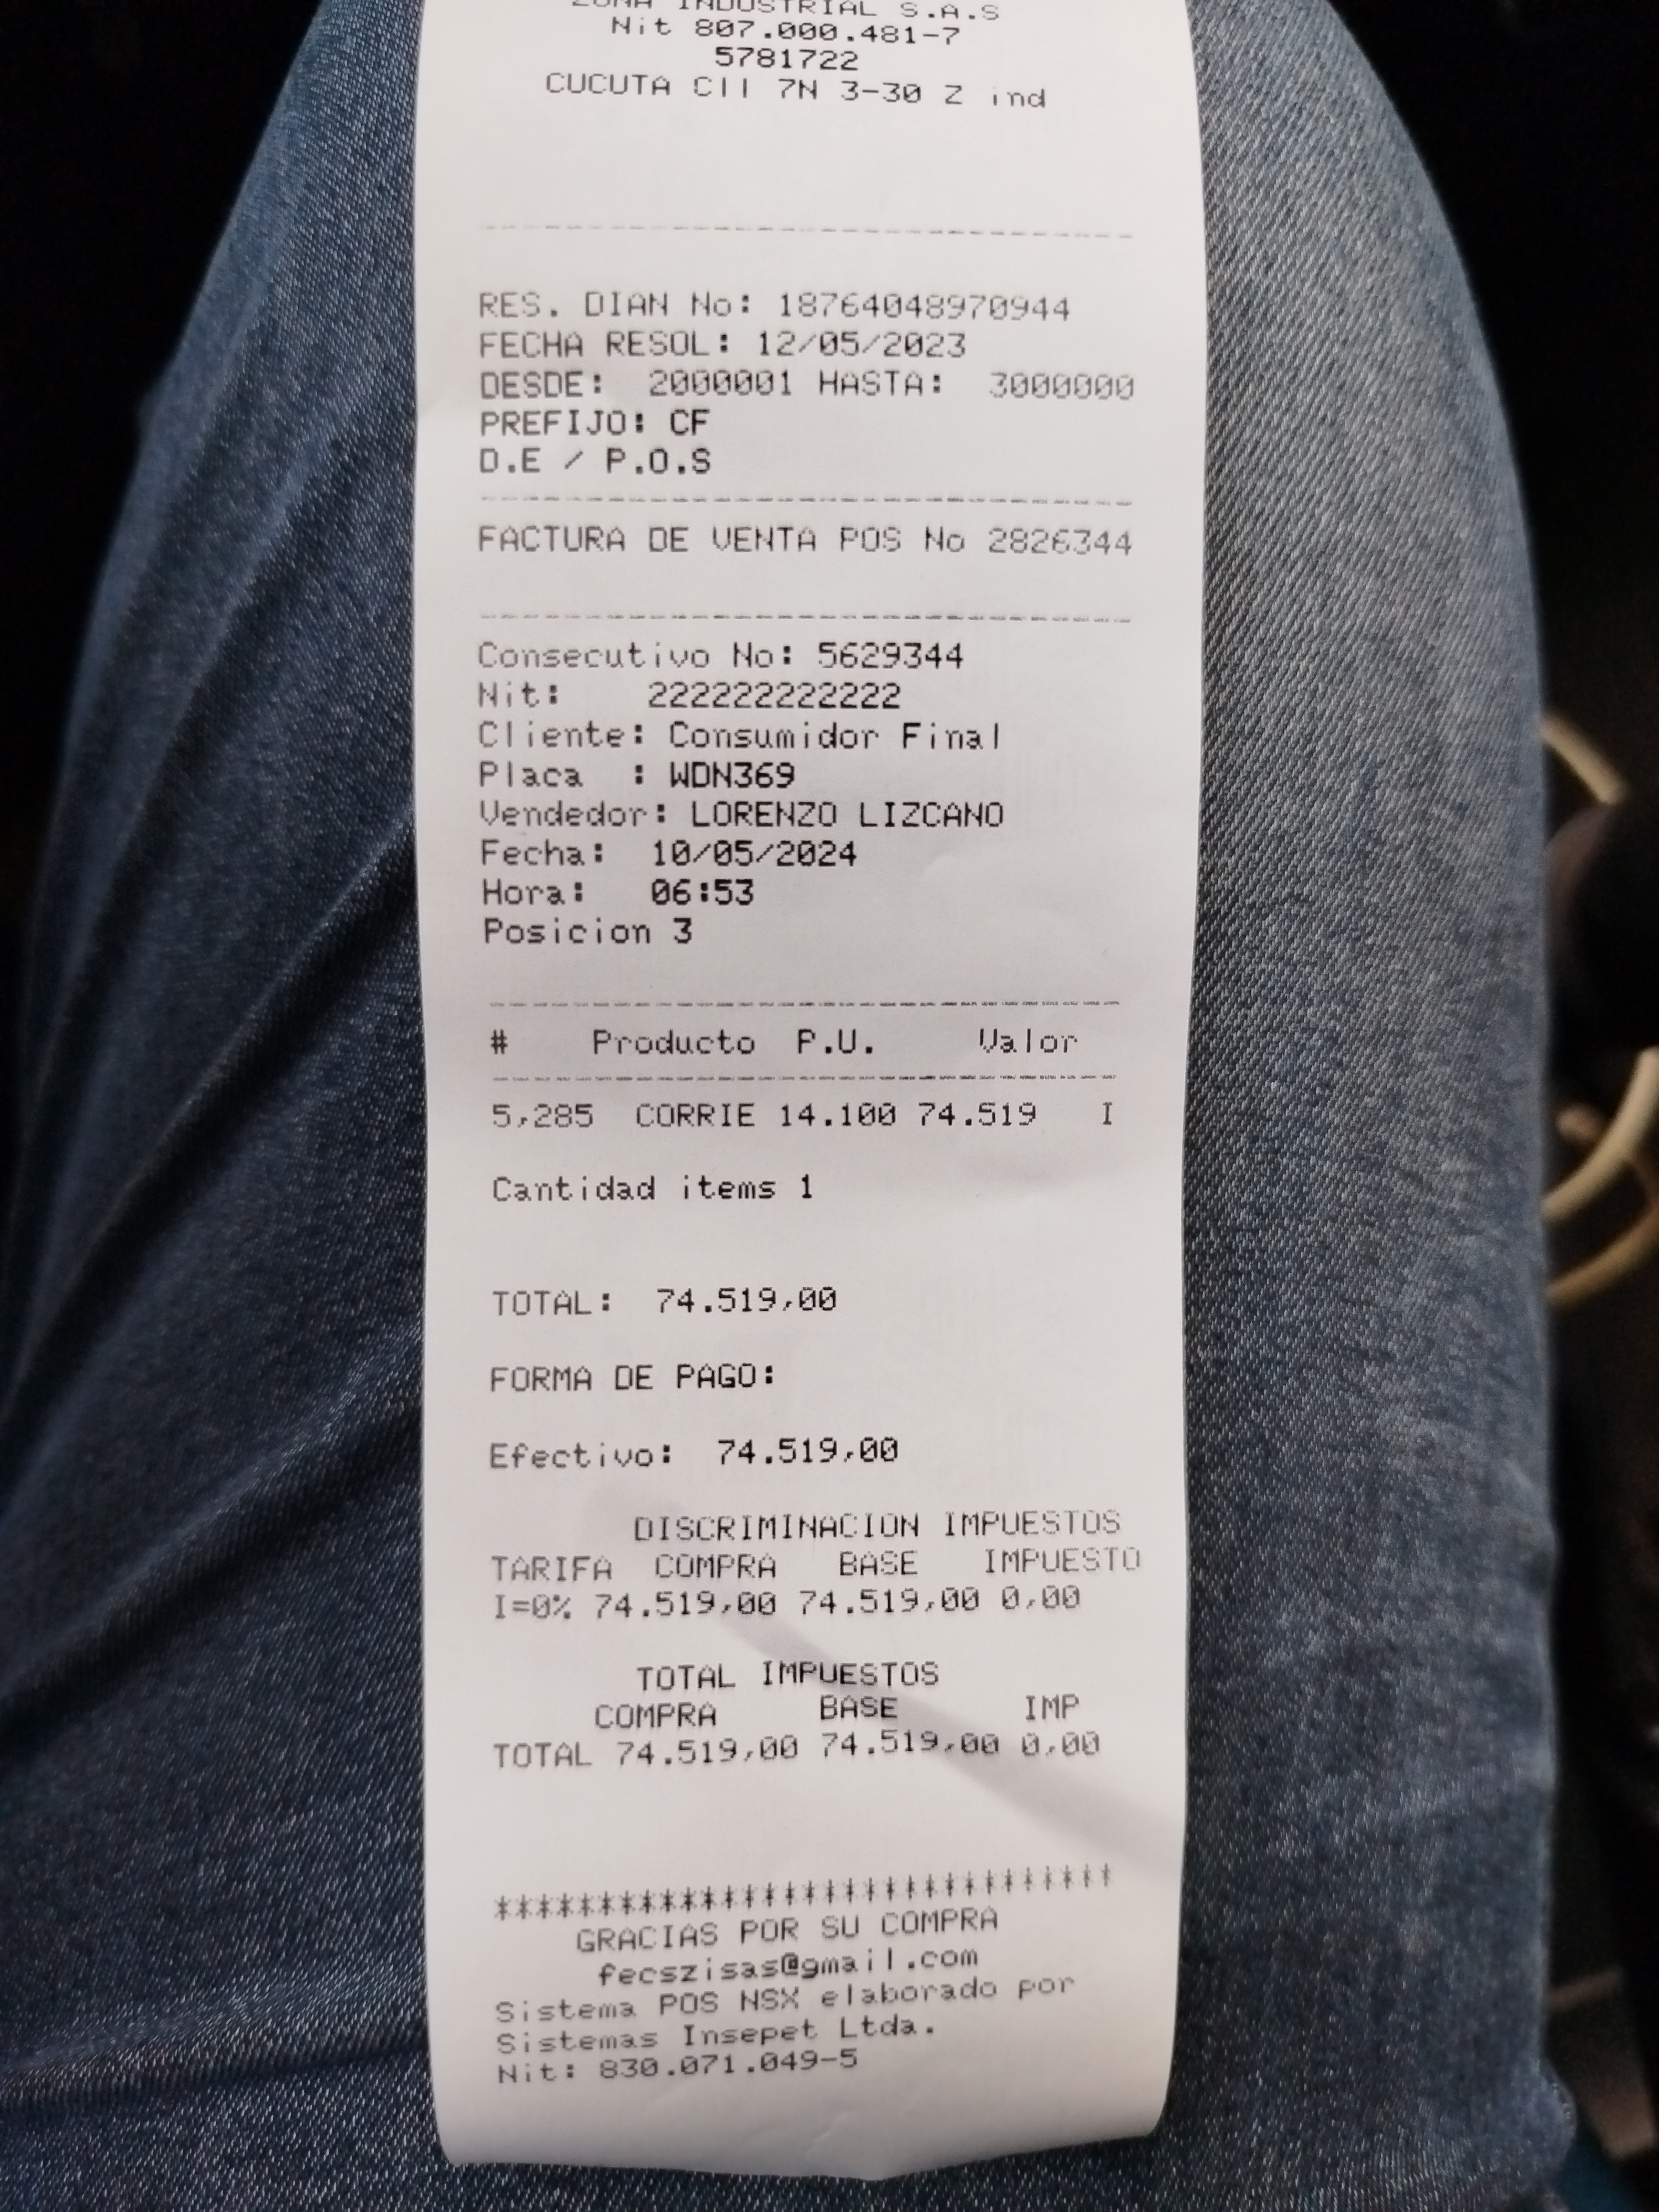 ZONA INDUSTRIAL S.A.S
Nit 807.000.481-7
5781722
CUCUTA Cll 7N 3-30 Z ind
RES. DIAN No: 18764048970944
FECHA RESOL: 12/05/2023
DESDE: 2000001 HASTA: 3000000
PREFIJO: CF
D.E / P.O.S
FACTURA DE VENTA POS No 2826344
Consecutivo No: 5629344
Nit: 222222222222
Cliente: Consumidor Final
Placa : WDN369
Vendedor: LORENZO LIZCANO
Fecha: 10/05/2024
Hora: 06:53
Posicion 3
# Producto P.U. Valor
5,285 CORRIE 14.100 74.519 I
Cantidad items 1
TOTAL: 74.519,00
FORMA DE PAGO:
Efectivo: 74.519,00
DISCRIMINACION IMPUESTOS
TARIFA COMPRA BASE IMPUESTO
I=0% 74.519,00 74.519,00 0,00
TOTAL IMPUESTOS
COMPRA BASE IMP
TOTAL 74.519,00 74.519,00 0,00
*******************************
GRACIAS POR SU COMPRA
fecszisas@gmail.com
Sistema POS NSX elaborado por
Sistemas Insepet Ltda.
Nit: 830.071.049-5